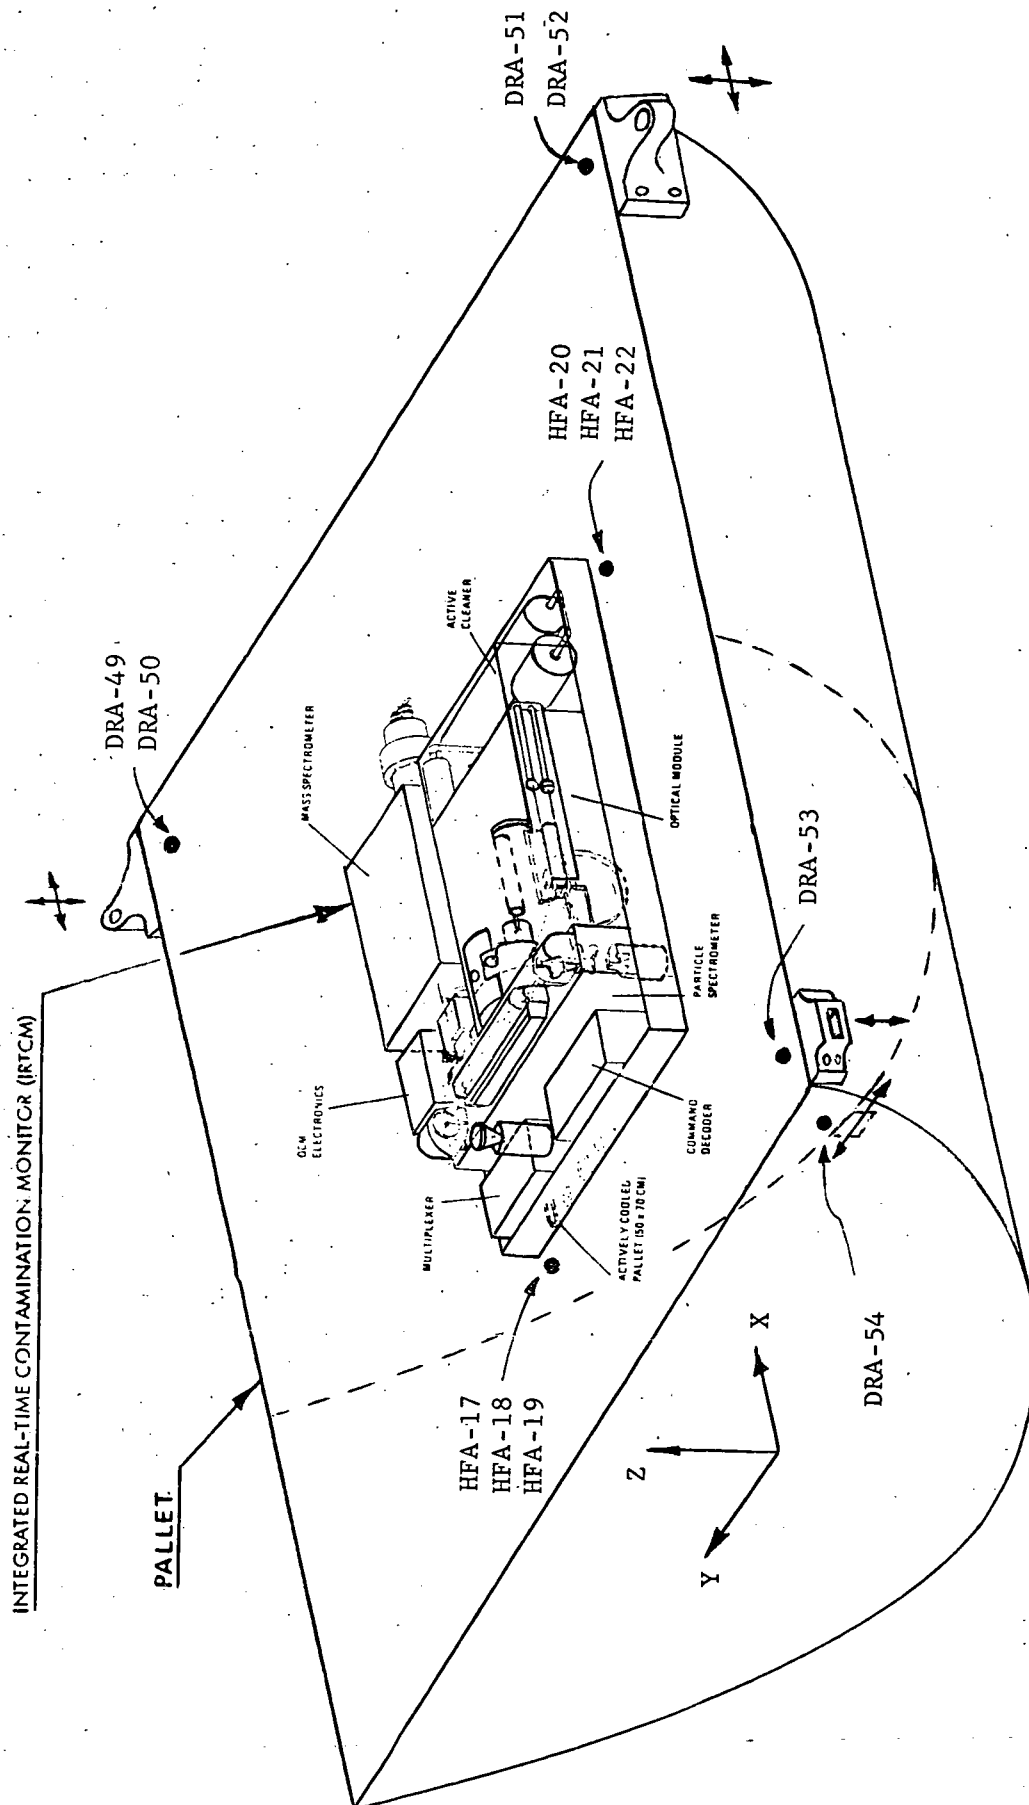 INTEGRATED REAL-TIME CONTAMINATION MONITOR (IRTCM)
PALLET
DRA-49
DRA-50
DRA-51
DRA-52
MASS SPECTROMETER
ACTIVE
CLEANER
HFA-20
HFA-21
HFA-22
QCM
ELECTRONICS
MULTIPLEXER
OPTICAL MODULE
PARTICLE
SPECTROMETER
COMMAND
DECODER
ACTIVELY COOLED
PALLET (50 x 70 CM)
HFA-17
HFA-18
HFA-19
DRA-53
DRA-54
Z
X
Y